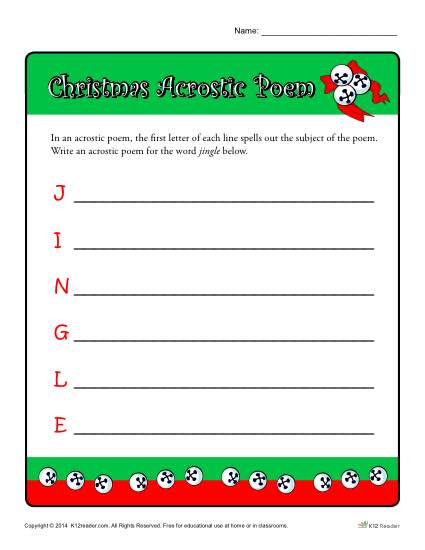 Name:
Christmas Acrostic Poem
In an acrostic poem, the first letter of each line spells out the subject of the poem.
Write an acrostic poem for the word jingle below.
J
I
N
G
L
E
Copyright © 2014 K12reader.com. All Rights Reserved. Free for educational use at home or in classrooms.
K12 Reader